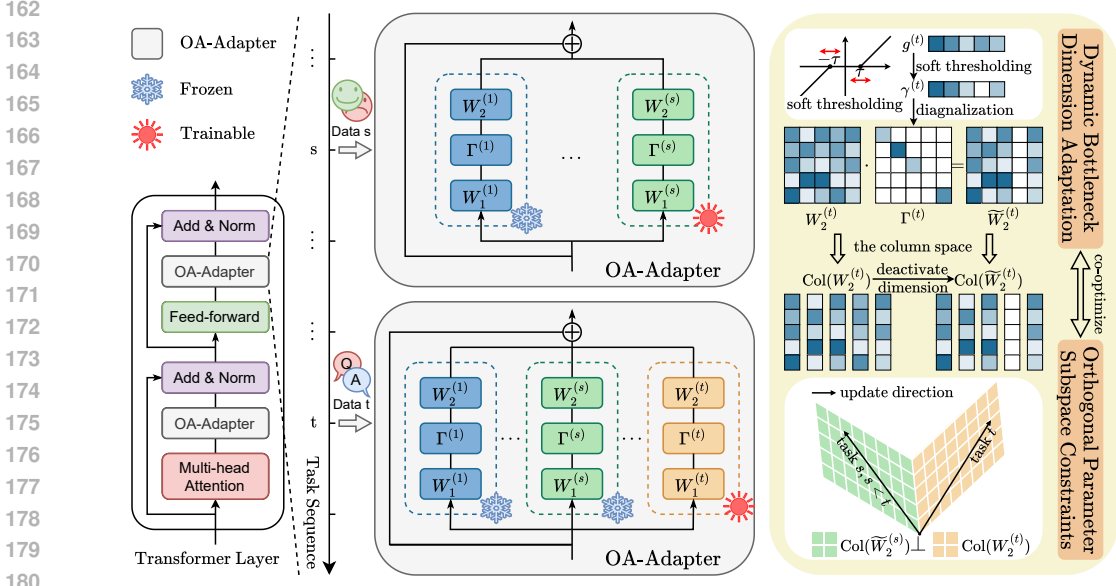 162
163
164
165
166
167
168
169
170
171
172
173
174
175
176
177
178
179
180
OA-Adapter
Frozen
Trainable
Add & Norm
OA-Adapter
Feed-forward
Add & Norm
OA-Adapter
Multi-head
Attention
Transformer Layer
Data s
s
Q
A
Data t
t
Task Sequence
W_2^{(1)}
Γ^{(1)}
W_1^{(1)}
...
W_2^{(s)}
Γ^{(s)}
W_1^{(s)}
OA-Adapter
W_2^{(1)}
Γ^{(1)}
W_1^{(1)}
...
W_2^{(s)}
Γ^{(s)}
W_1^{(s)}
...
W_2^{(t)}
Γ^{(t)}
W_1^{(t)}
OA-Adapter
−τ
τ
soft thresholding
g^{(t)}
soft thresholding
γ^{(t)}
diagnalization
· =
W_2^{(t)} Γ^{(t)} W̃_2^{(t)}
the column space
Col(W_2^{(t)}) deactivate Col(W̃_2^{(t)})
dimension
update direction
task s, s < t
task t
Col(W̃_2^{(s)}) ⊥ Col(W_2^{(t)})
Dynamic Bottleneck
Dimension Adaptation
co-optimize
Orthogonal Parameter
Subspace Constraints